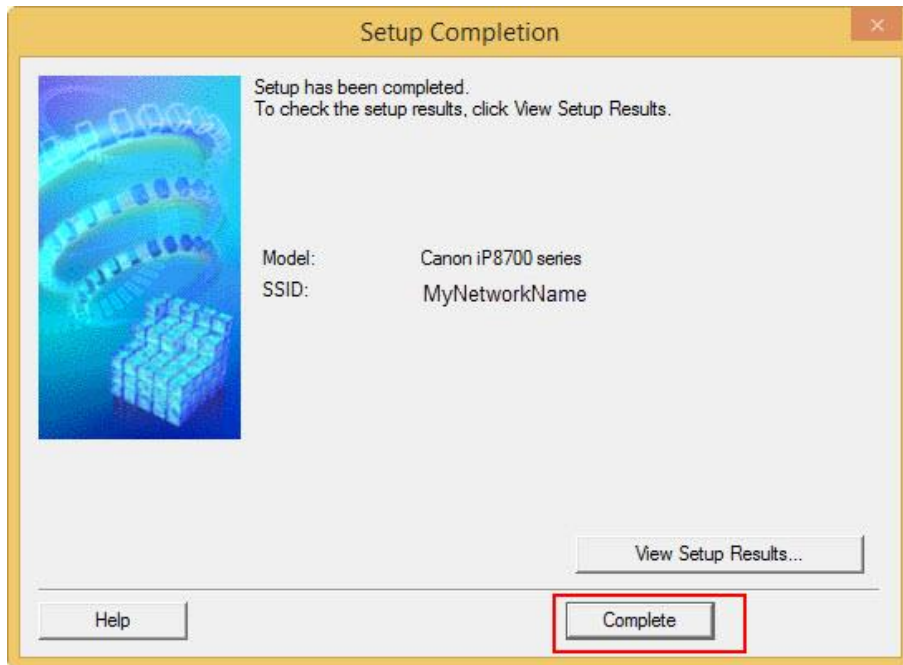 Setup Completion
Setup has been completed.
To check the setup results, click View Setup Results.
Model: Canon iP8700 series
SSID: MyNetworkName
View Setup Results...
Help Complete